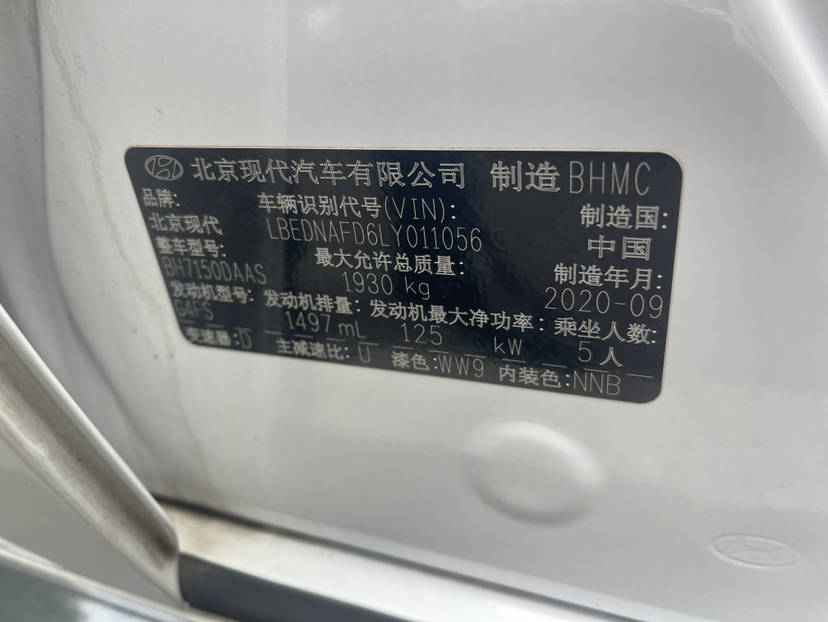 北京现代汽车有限公司 制造 BHMC
品牌: 车辆识别代号(VIN): 制造国:
北京现代 LBEDNAFD6LY011056 中国
整车型号: 最大允许总质量: 制造年月:
BH7150DAAS 1930 kg 2020-09
发动机型号: 发动机排量: 发动机最大净功率: 乘坐人数:
G4FS 1497 mL 125 kW 5 人
变速器:D 主减速比: U 漆色:WW9 内装色:NNB